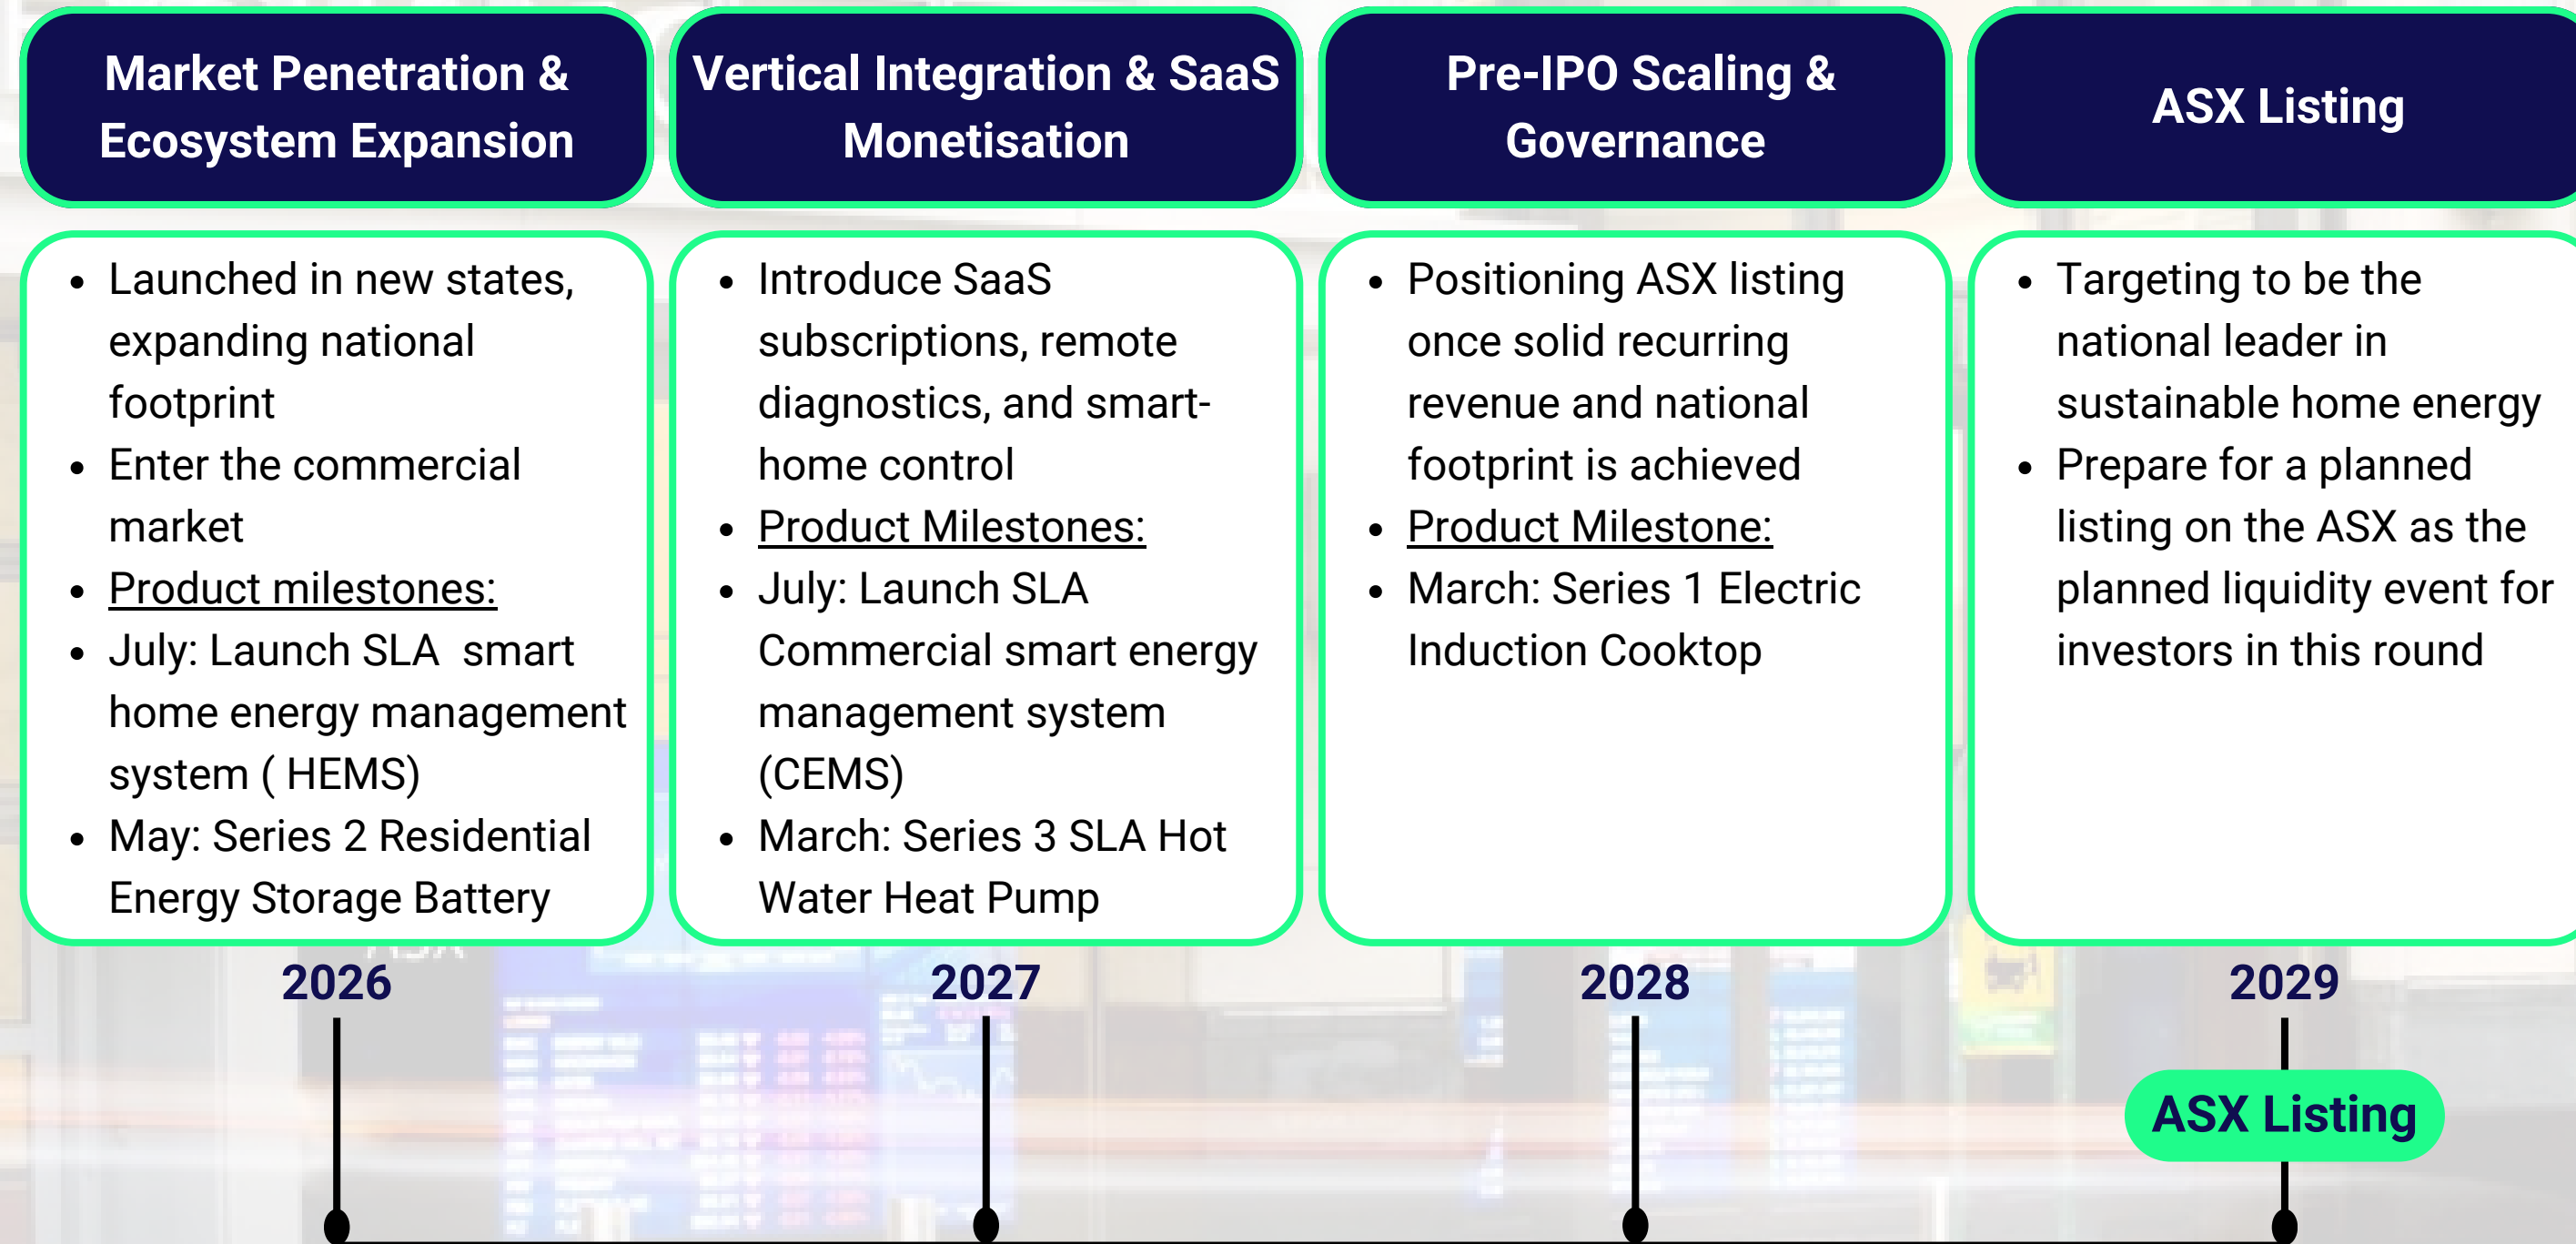 Market Penetration &
Ecosystem Expansion
• Launched in new states,
expanding national
footprint
• Enter the commercial
market
• Product milestones:
• July: Launch SLA  smart
home energy management
system ( HEMS)
• May: Series 2 Residential
Energy Storage Battery
2026
Vertical Integration & SaaS
Monetisation
• Introduce SaaS
subscriptions, remote
diagnostics, and smart-
home control
• Product Milestones:
• July: Launch SLA
Commercial smart energy
management system
(CEMS)
• March: Series 3 SLA Hot
Water Heat Pump
2027
Pre-IPO Scaling &
Governance
• Positioning ASX listing
once solid recurring
revenue and national
footprint is achieved
• Product Milestone:
• March: Series 1 Electric
Induction Cooktop
2028
ASX Listing
• Targeting to be the
national leader in
sustainable home energy
• Prepare for a planned
listing on the ASX as the
planned liquidity event for
investors in this round
2029
ASX Listing